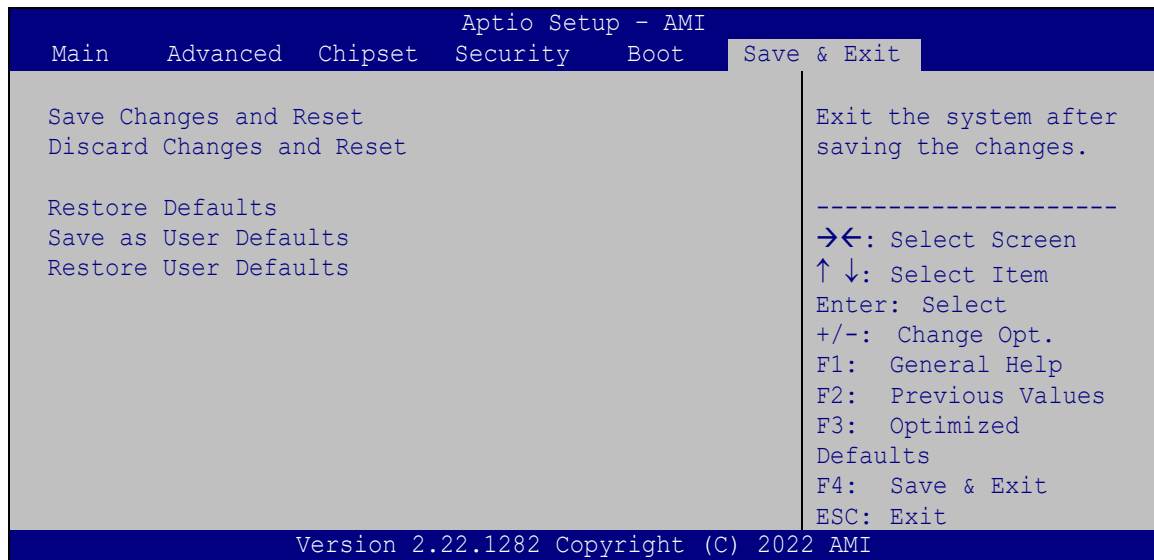 Aptio Setup – AMI
Main Advanced Chipset Security Boot Save & Exit
Save Changes and Reset
Discard Changes and Reset
Restore Defaults
Save as User Defaults
Restore User Defaults
Exit the system after
saving the changes.
---------------------
→←: Select Screen
↑ ↓: Select Item
Enter: Select
+/-: Change Opt.
F1: General Help
F2: Previous Values
F3: Optimized
Defaults
F4: Save & Exit
ESC: Exit
Version 2.22.1282 Copyright (C) 2022 AMI